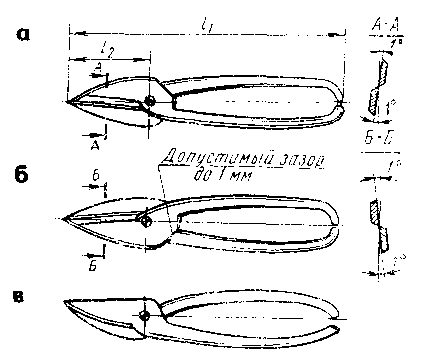 а
l₁
l₂
А
А
А-А
1°
1°
б
Б
Б
Допустимый зазор
до 1 мм
Б-Б
1°
1°
в